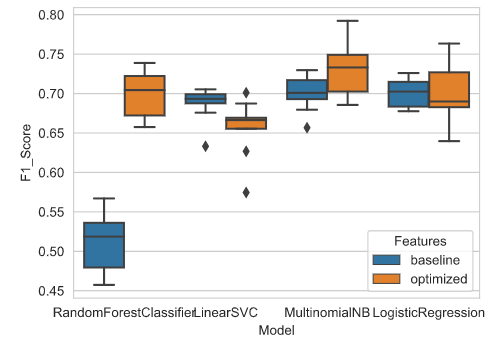 0.80
0.75
0.70
0.65
0.60
0.55
0.50
0.45
F1_Score
Features
baseline
optimized
RandomForestClassifier LinearSVC MultinomialNB LogisticRegression
Model